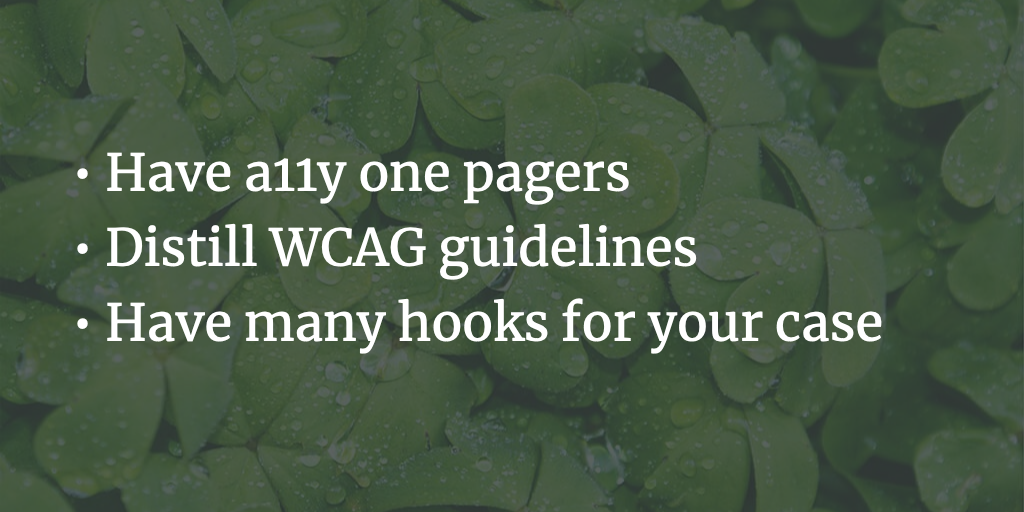 • Have a11y one pagers
• Distill WCAG guidelines
• Have many hooks for your case